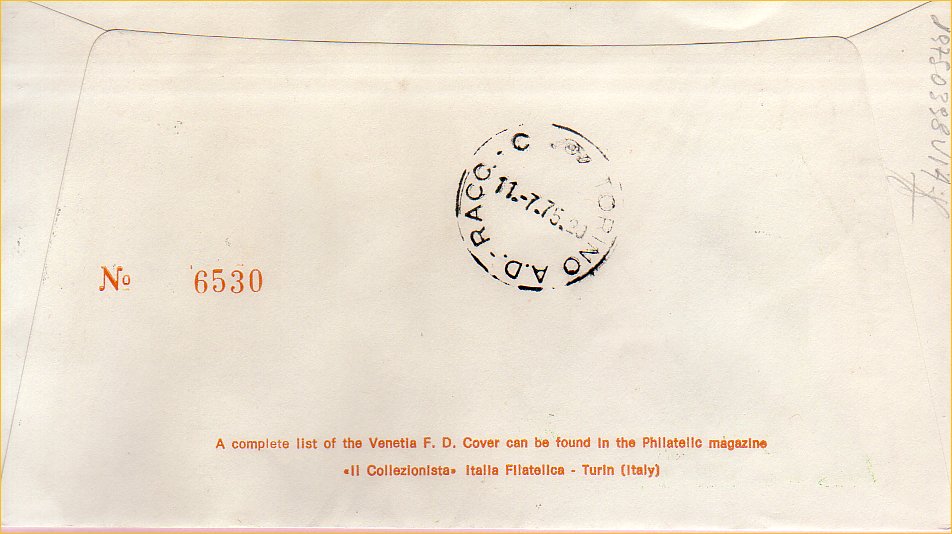 TORINO A.D. - RACC. - C
11.-7.75.20
No 6530
A complete list of the Venetia F. D. Cover can be found in the Philatelic magazine
«Il Collezionista» Italia Filatelica - Turin (Italy)